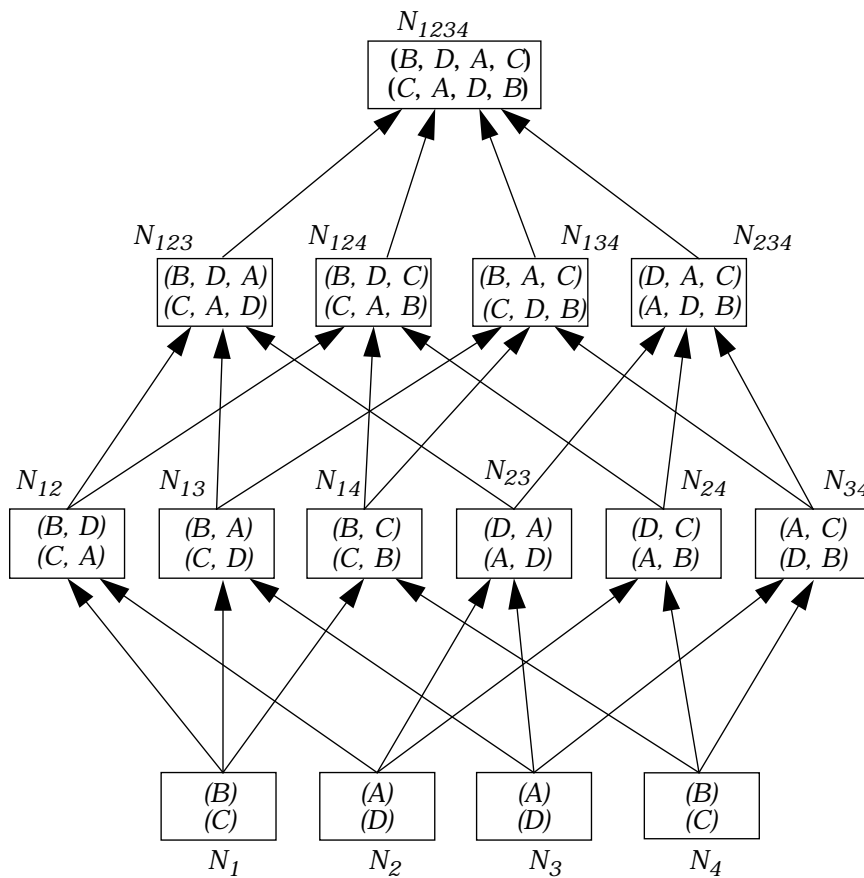 N1234
(B, D, A, C)
(C, A, D, B)
N123
N124
N134
N234
(B, D, A)
(C, A, D)
(B, D, C)
(C, A, B)
(B, A, C)
(C, D, B)
(D, A, C)
(A, D, B)
N12
N13
N14
N23
N24
N34
(B, D)
(C, A)
(B, A)
(C, D)
(B, C)
(C, B)
(D, A)
(A, D)
(D, C)
(A, B)
(A, C)
(D, B)
(B)
(C)
(A)
(D)
(A)
(D)
(B)
(C)
N1
N2
N3
N4